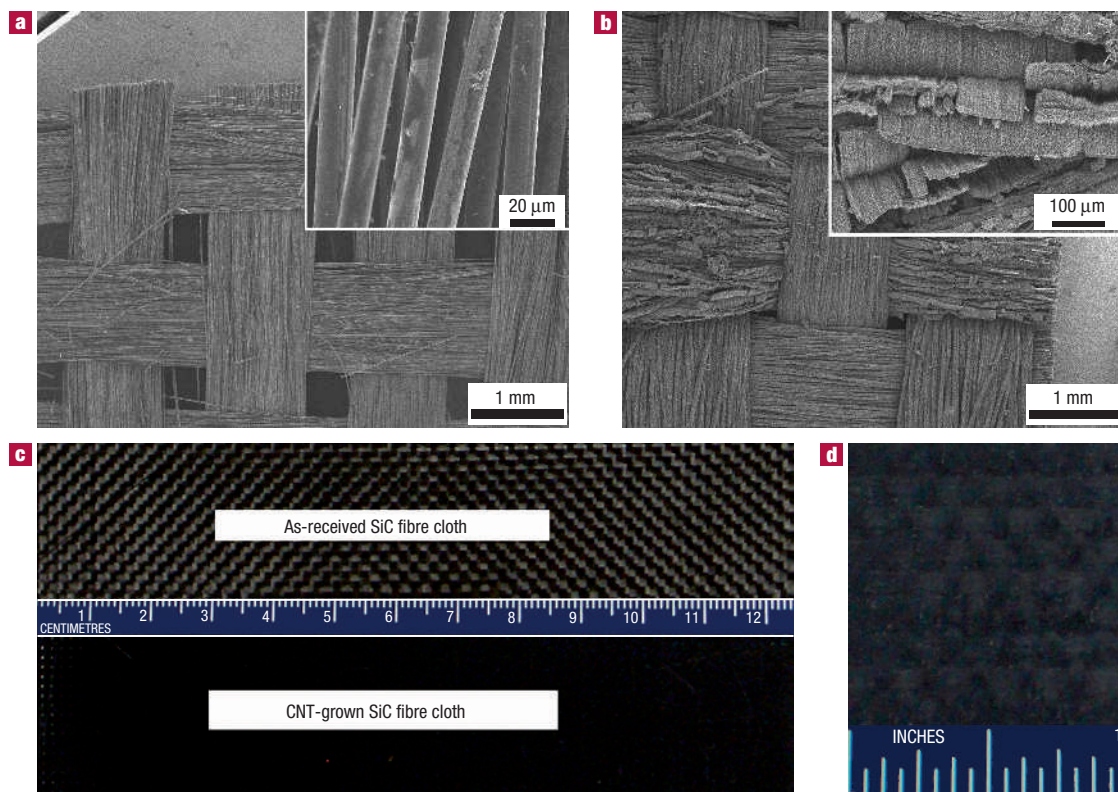 a
20 μm
1 mm
b
100 μm
1 mm
c
As-received SiC fibre cloth
1 2 3 4 5 6 7 8 9 10 11 12
CENTIMETRES
CNT-grown SiC fibre cloth
d
INCHES 1